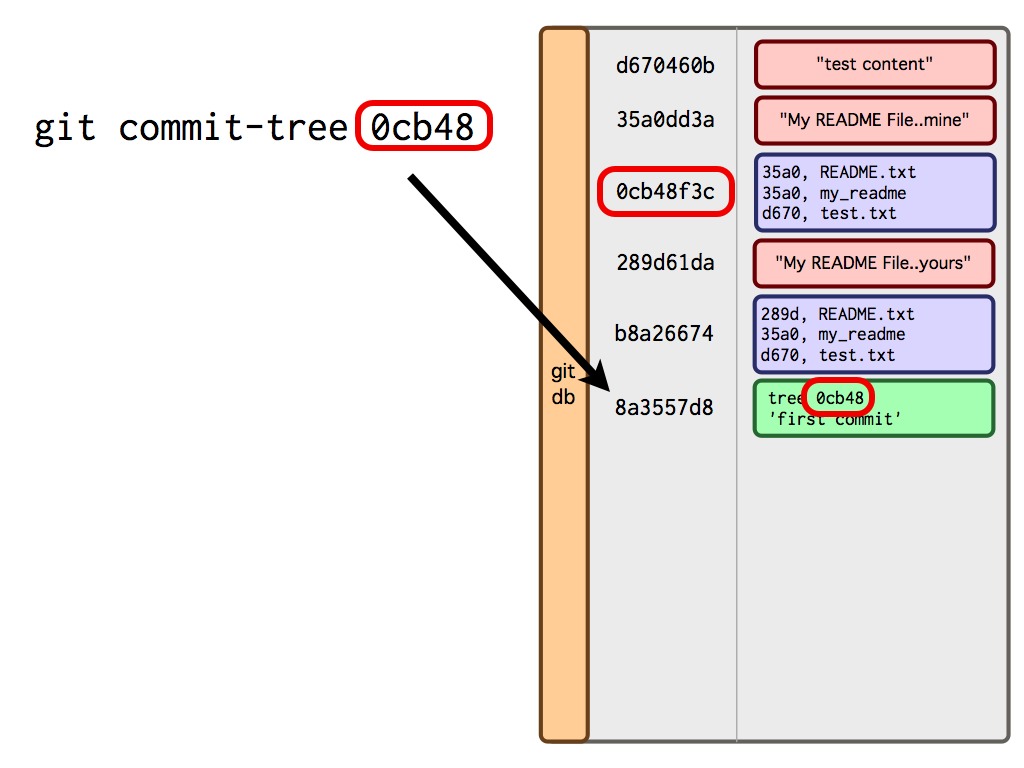 git commit-tree 0cb48
git
db
d670460b
"test content"
35a0dd3a
"My README File..mine"
0cb48f3c
35a0, README.txt
35a0, my_readme
d670, test.txt
289d61da
"My README File..yours"
b8a26674
289d, README.txt
35a0, my_readme
d670, test.txt
8a3557d8
tree 0cb48
'first commit'